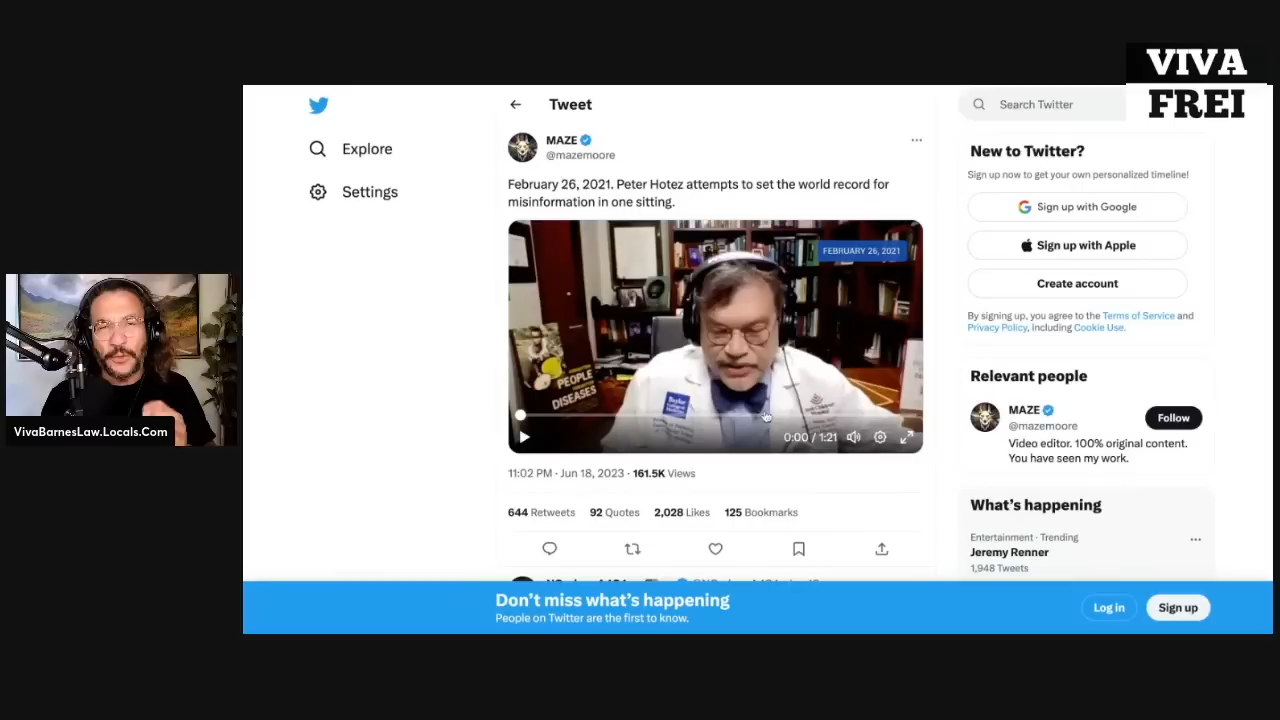 VIVA
FREI
Tweet
Search Twitter
MAZE
@mazemoore
Explore
Settings
February 26, 2021. Peter Hotez attempts to set the world record for
misinformation in one sitting.
FEBRUARY 26, 2021
PEOPLE
DISEASES
Baylor
0:00 / 1:21
11:02 PM · Jun 18, 2023 · 161.5K Views
644 Retweets 92 Quotes 2,028 Likes 125 Bookmarks
New to Twitter?
Sign up now to get your own personalized timeline!
Sign up with Google
Sign up with Apple
Create account
By signing up, you agree to the Terms of Service and
Privacy Policy, including Cookie Use.
Relevant people
MAZE
@mazemoore
Follow
Video editor. 100% original content.
You have seen my work.
What's happening
Entertainment · Trending
Jeremy Renner
1,948 Tweets
VivaBarnesLaw.Locals.Com
Don't miss what's happening
People on Twitter are the first to know.
Log in
Sign up